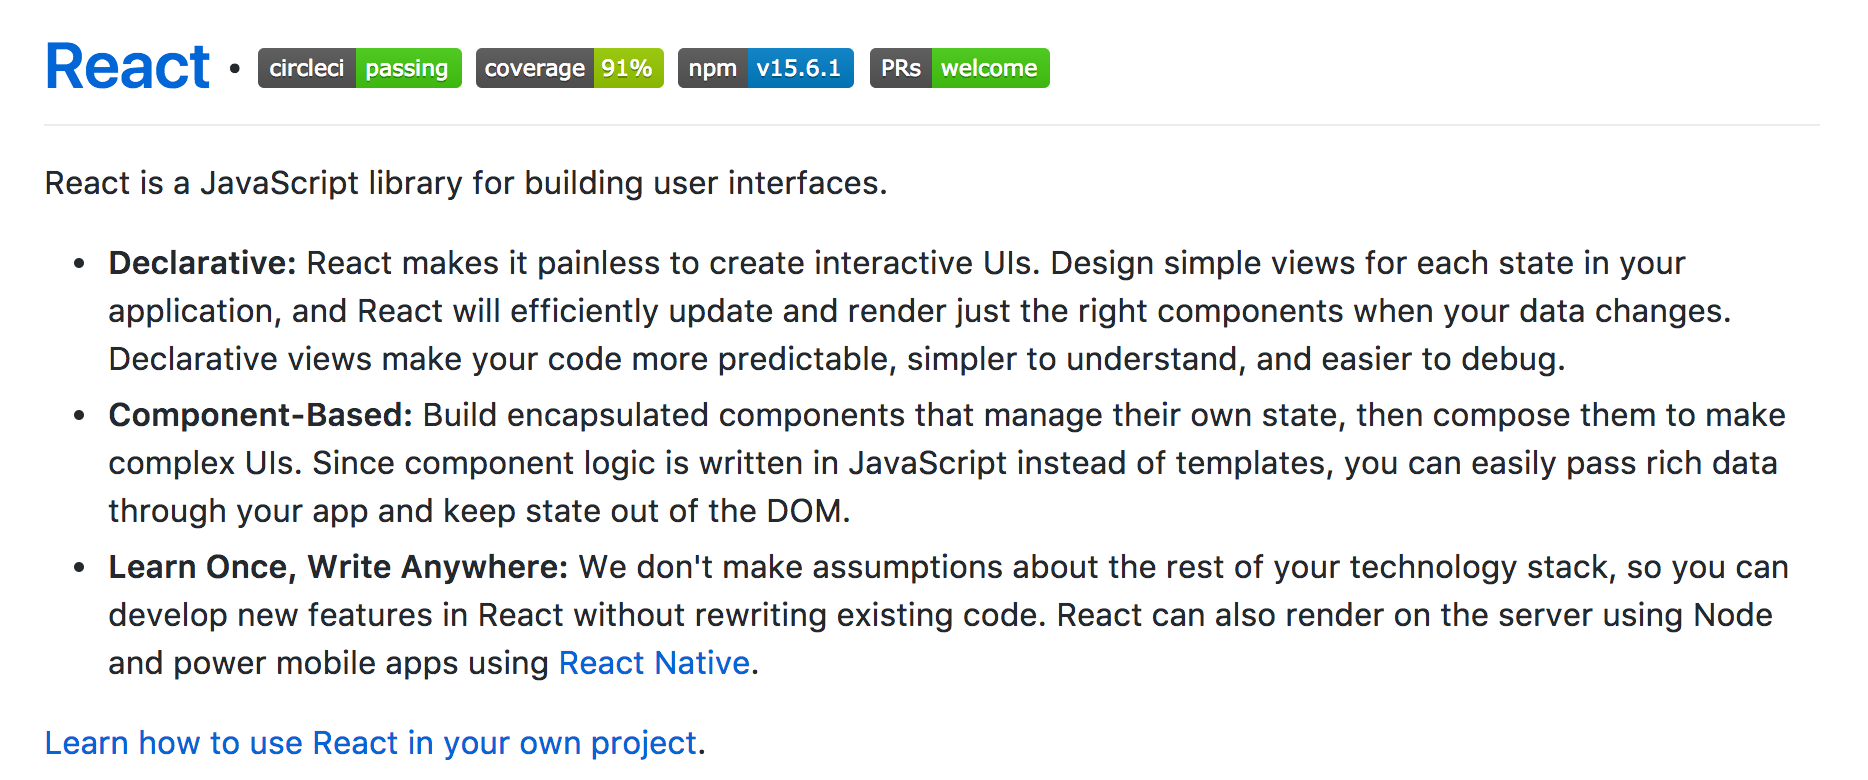 React • circleci passing coverage 91% npm v15.6.1 PRs welcome
React is a JavaScript library for building user interfaces.
• Declarative: React makes it painless to create interactive UIs. Design simple views for each state in your
application, and React will efficiently update and render just the right components when your data changes.
Declarative views make your code more predictable, simpler to understand, and easier to debug.
• Component-Based: Build encapsulated components that manage their own state, then compose them to make
complex UIs. Since component logic is written in JavaScript instead of templates, you can easily pass rich data
through your app and keep state out of the DOM.
• Learn Once, Write Anywhere: We don't make assumptions about the rest of your technology stack, so you can
develop new features in React without rewriting existing code. React can also render on the server using Node
and power mobile apps using React Native.
Learn how to use React in your own project.